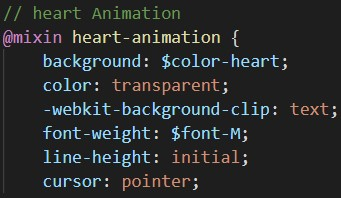 // heart Animation
@mixin heart-animation {
    background: $color-heart;
    color: transparent;
    -webkit-background-clip: text;
    font-weight: $font-M;
    line-height: initial;
    cursor: pointer;